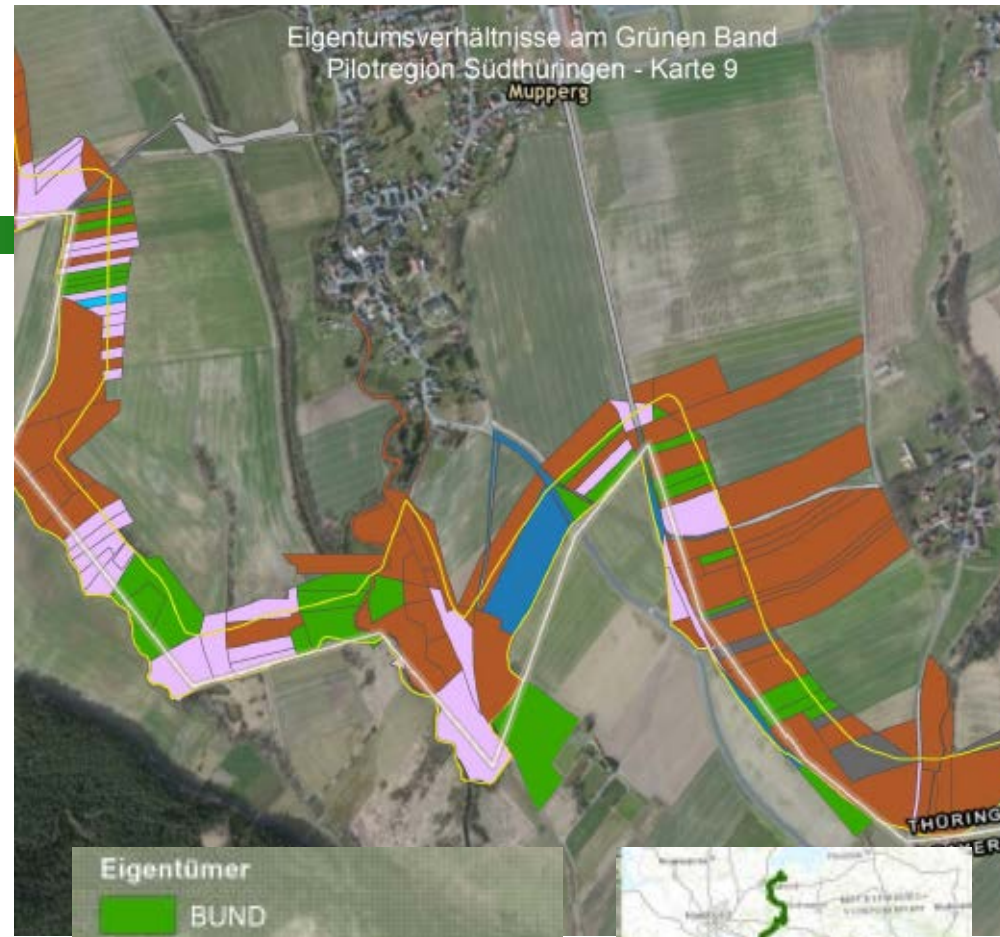 Eigentumsverhältnisse am Grünen Band
Pilotregion Südthüringen - Karte 9
Mupperg
THÜRING
Eigentümer
BUND